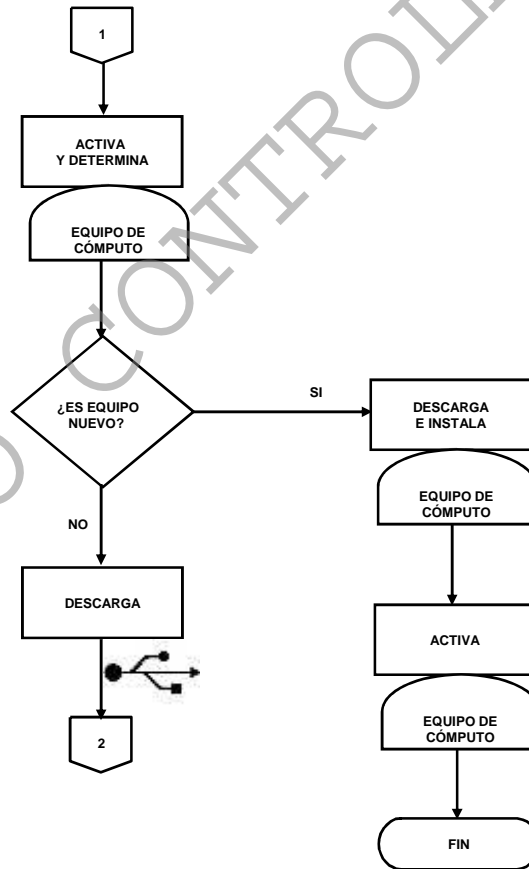 1
ACTIVA
Y DETERMINA
EQUIPO DE
CÓMPUTO
¿ES EQUIPO
NUEVO?
SI
DESCARGA
E INSTALA
EQUIPO DE
CÓMPUTO
NO
DESCARGA
ACTIVA
2
EQUIPO DE
CÓMPUTO
FIN
O CONTROL